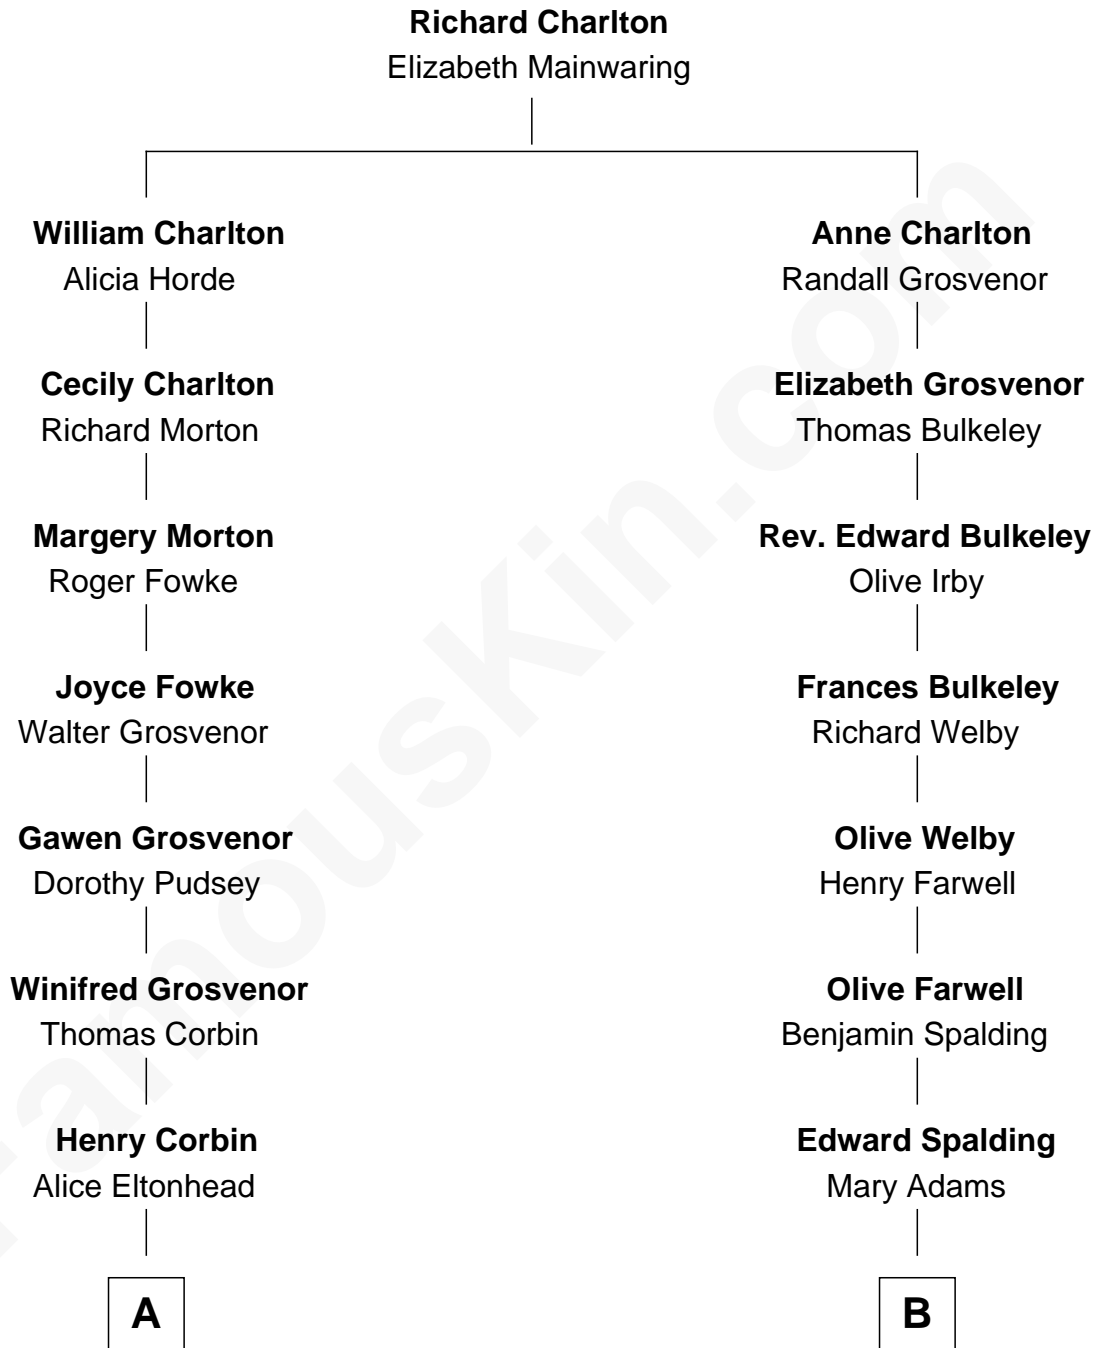 Richard Charlton
Elizabeth Mainwaring
William Charlton
Alicia Horde
Cecily Charlton
Richard Morton
Margery Morton
Roger Fowke
Joyce Fowke
Walter Grosvenor
Gawen Grosvenor
Dorothy Pudsey
Winifred Grosvenor
Thomas Corbin
Henry Corbin
Alice Eltonhead
A
Anne Charlton
Randall Grosvenor
Elizabeth Grosvenor
Thomas Bulkeley
Rev. Edward Bulkeley
Olive Irby
Frances Bulkeley
Richard Welby
Olive Welby
Henry Farwell
Olive Farwell
Benjamin Spalding
Edward Spalding
Mary Adams
B
FamousKin.com